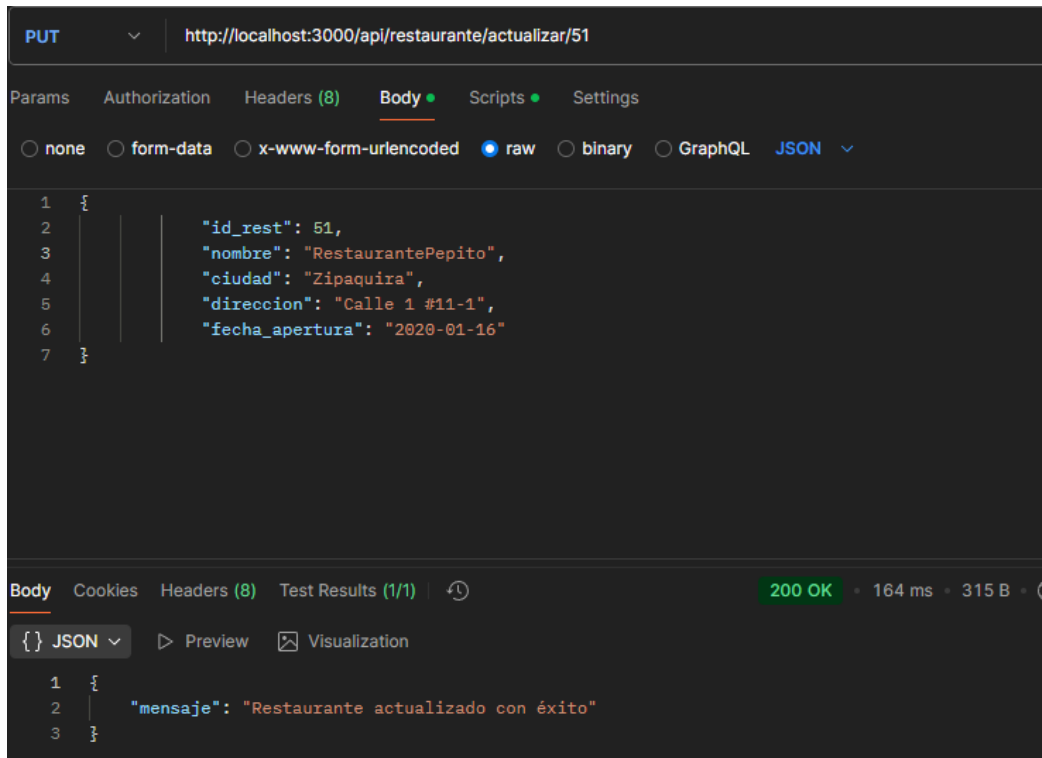 PUT http://localhost:3000/api/restaurante/actualizar/51
Params Authorization Headers (8) Body Scripts Settings
none form-data x-www-form-urlencoded raw binary GraphQL JSON
1 {
2 "id_rest": 51,
3 "nombre": "RestaurantePepito",
4 "ciudad": "Zipaquira",
5 "direccion": "Calle 1 #11-1",
6 "fecha_apertura": "2020-01-16"
7 }
Body Cookies Headers (8) Test Results (1/1) 200 OK • 164 ms • 315 B •
{} JSON Preview Visualization
1 {
2 "mensaje": "Restaurante actualizado con éxito"
3 }